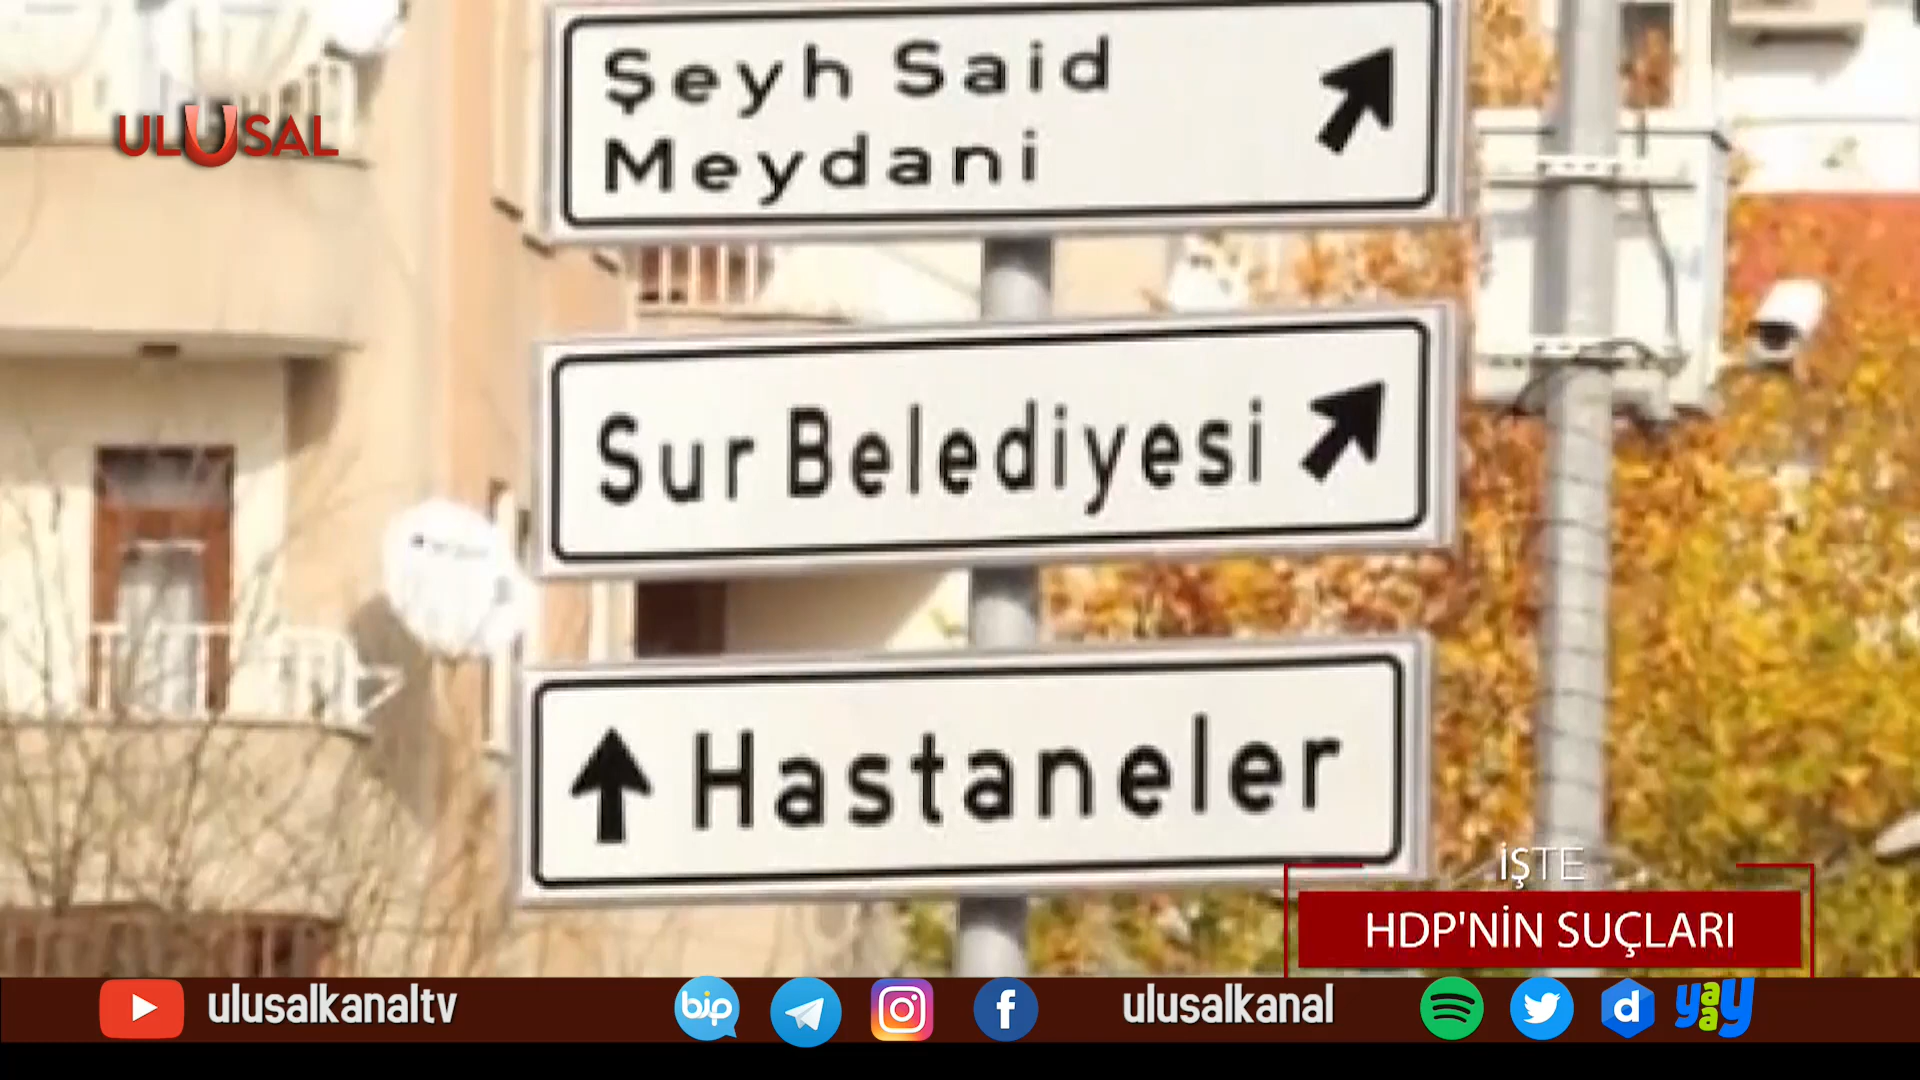 Şeyh Said
Meydani
ULUSAL
Sur Belediyesi
Hastaneler
İŞTE
HDP'NİN SUÇLARI
ulusalkanaltv
bip
ulusalkanal
d
yaay